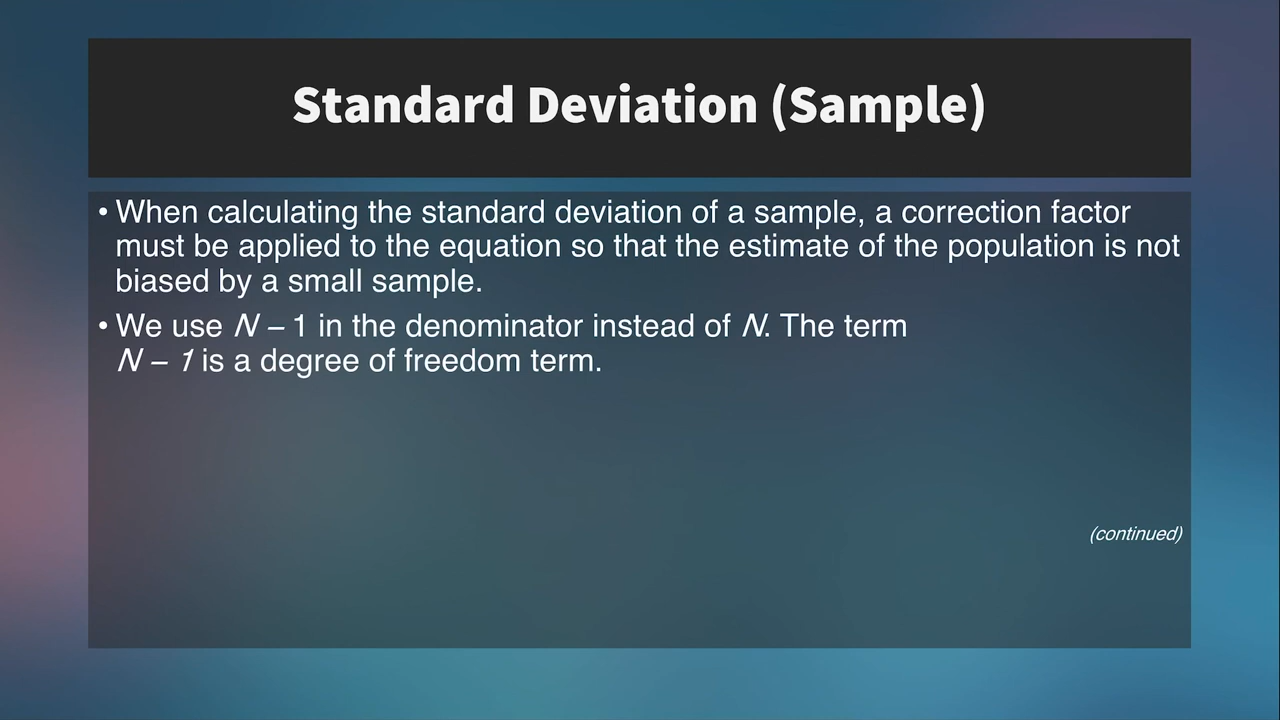 Standard Deviation (Sample)
• When calculating the standard deviation of a sample, a correction factor
must be applied to the equation so that the estimate of the population is not
biased by a small sample.
• We use N – 1 in the denominator instead of N. The term
N – 1 is a degree of freedom term.
(continued)